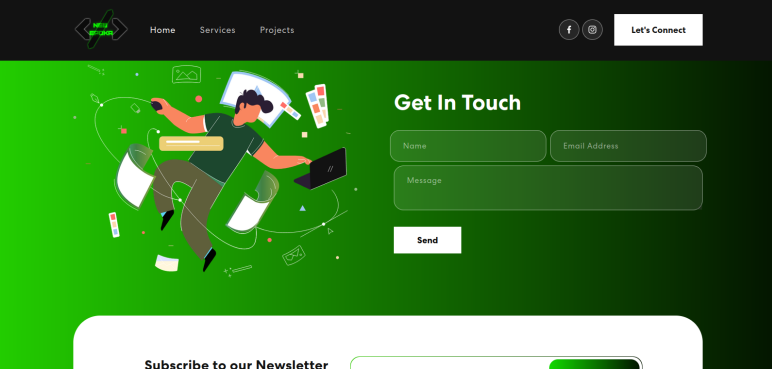 Home
Services
Projects
Let's Connect
Get In Touch
Name
Email Address
Message
Send
Subscribe to our Newsletter